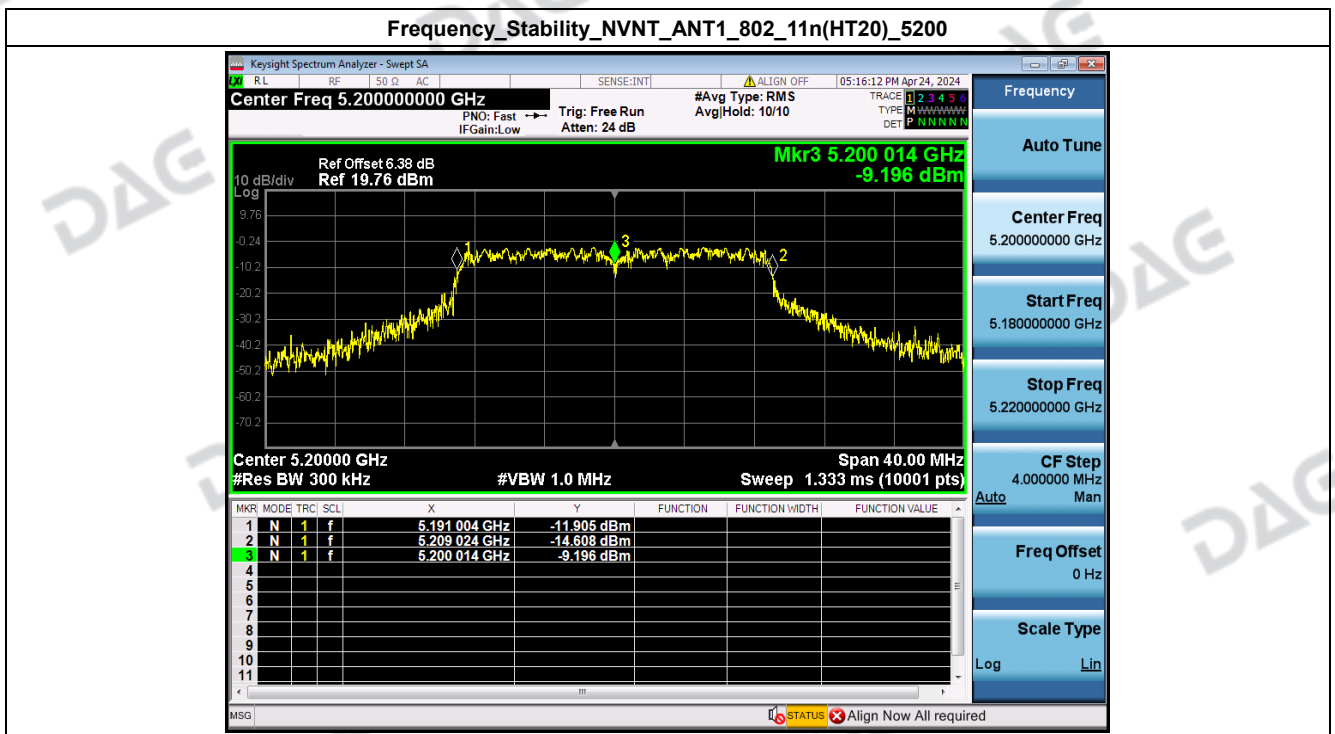 Frequency_Stability_NVNT_ANT1_802_11n(HT20)_5200
Keysight Spectrum Analyzer - Swept SA
LXI RL RF 50 Ω AC SENSE:INT ALIGN OFF 05:16:12 PM Apr 24, 2024
Center Freq 5.200000000 GHz #Avg Type: RMS TRACE 1 2 3 4 5 6
PNO: Fast Trig: Free Run Avg|Hold: 10/10 TYPE M WWWWW
IFGain:Low Atten: 24 dB DET P N N N N N
Frequency
Auto Tune
Center Freq
5.200000000 GHz
Start Freq
5.180000000 GHz
Stop Freq
5.220000000 GHz
CF Step
4.000000 MHz
Auto Man
Freq Offset
0 Hz
Scale Type
Log Lin
Mkr3 5.200 014 GHz
-9.196 dBm
Ref Offset 6.38 dB
10 dB/div Ref 19.76 dBm
Log
9.76
-0.24
-10.2
-20.2
-30.2
-40.2
-50.2
-60.2
-70.2
1
3
2
Center 5.20000 GHz Span 40.00 MHz
#Res BW 300 kHz #VBW 1.0 MHz Sweep 1.333 ms (10001 pts)
MKR MODE TRC SCL X Y FUNCTION FUNCTION WIDTH FUNCTION VALUE
1 N 1 f 5.191 004 GHz -11.905 dBm
2 N 1 f 5.209 024 GHz -14.608 dBm
3 N 1 f 5.200 014 GHz -9.196 dBm
4
5
6
7
8
9
10
11
MSG STATUS Align Now All required
DAG
DAG
DAG